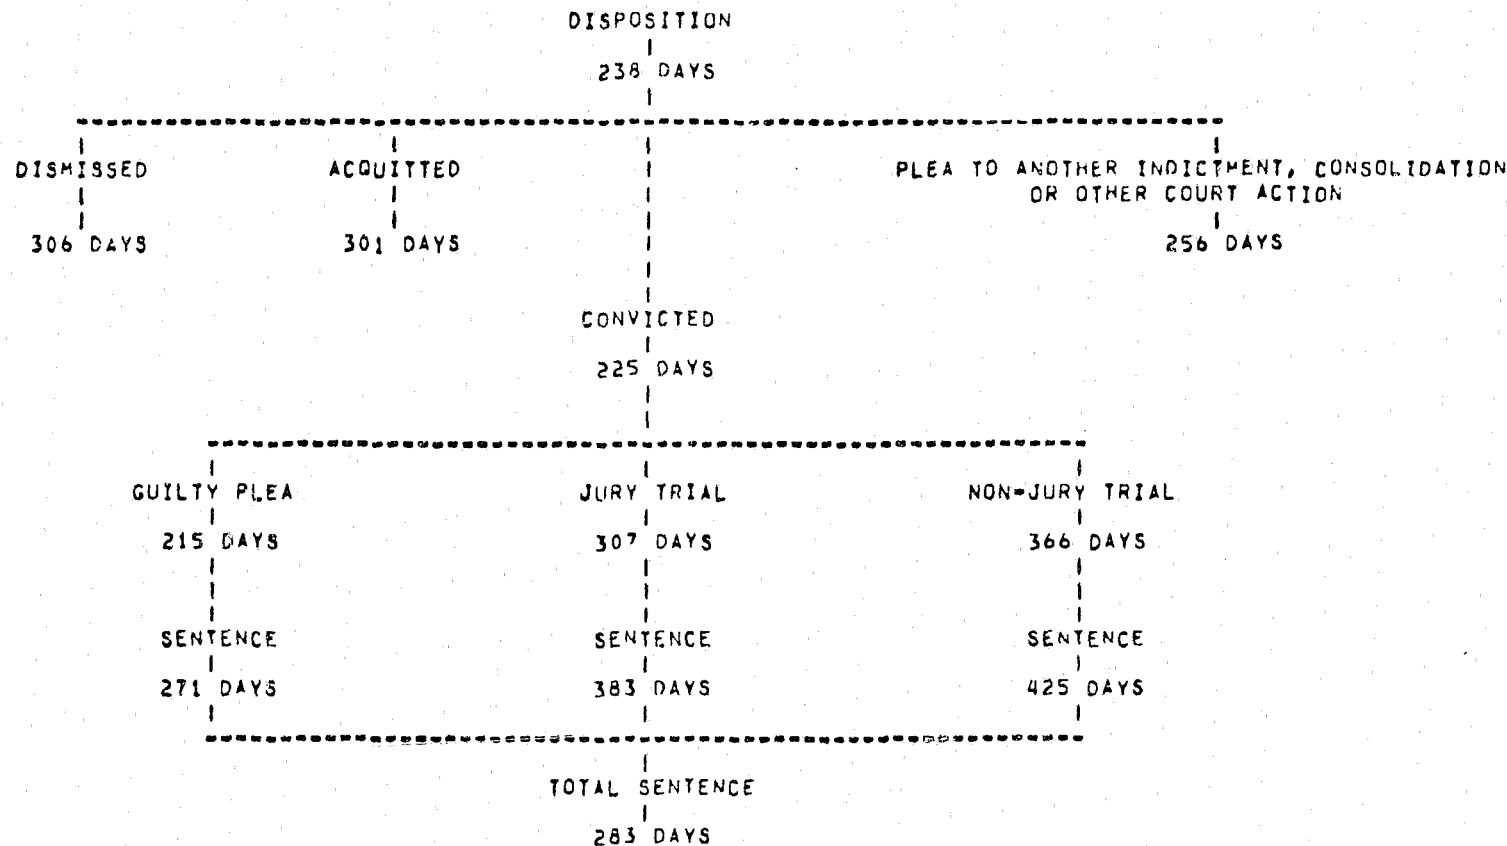 DISPOSITION
238 DAYS
DISMISSED ACQUITTED PLEA TO ANOTHER INDICTMENT, CONSOLIDATION
OR OTHER COURT ACTION
306 DAYS 301 DAYS 256 DAYS
CONVICTED
225 DAYS
GUILTY PLEA JURY TRIAL NON-JURY TRIAL
215 DAYS 307 DAYS 366 DAYS
SENTENCE SENTENCE SENTENCE
271 DAYS 383 DAYS 425 DAYS
TOTAL SENTENCE
283 DAYS